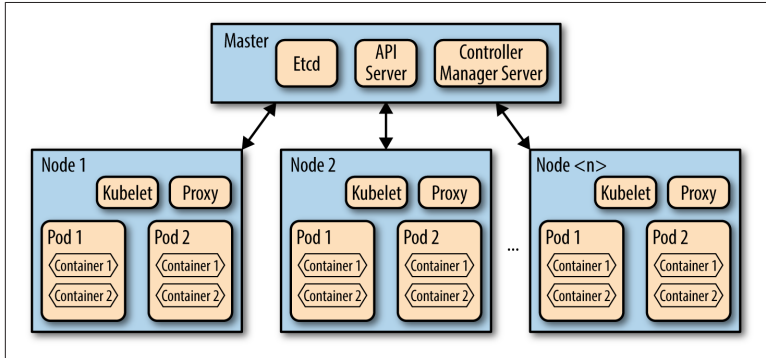 Master
Etcd
API
Server
Controller
Manager Server
Node 1
Kubelet
Proxy
Pod 1
Container 1
Container 2
Pod 2
Container 1
Container 2
Node 2
Kubelet
Proxy
Pod 1
Container 1
Container 2
Pod 2
Container 1
Container 2
...
Node <n>
Kubelet
Proxy
Pod 1
Container 1
Container 2
Pod 2
Container 1
Container 2